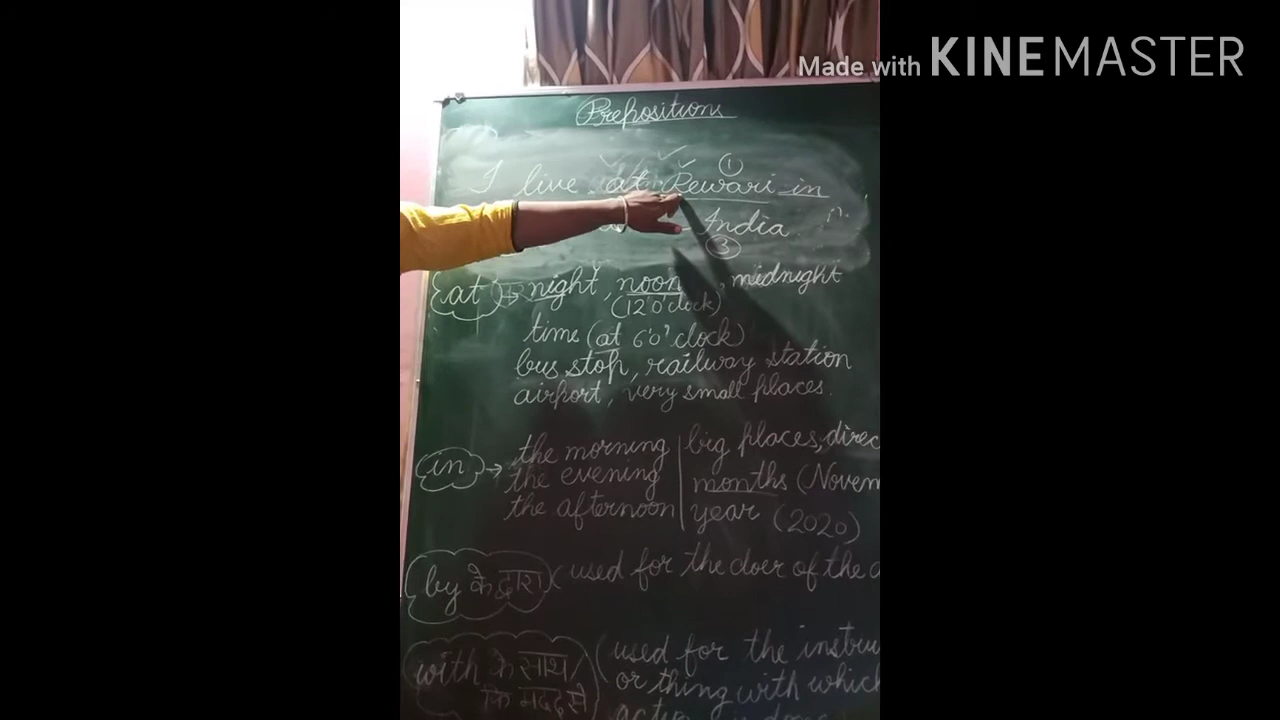 Made with KINEMASTER
Prepositions
①
I live at Rewari in
India.
③
at → night, noon, midnight
(12 O'clock)
time (at 6'o'clock)
bus stop, railway station
airport, very small places.
in → the morning | big places, direc
the evening | months (Novem
the afternoon | year (2020)
by के द्वारा (used for the doer of the a
with के साथ/ (used for the instru
कि मदद से or thing with which